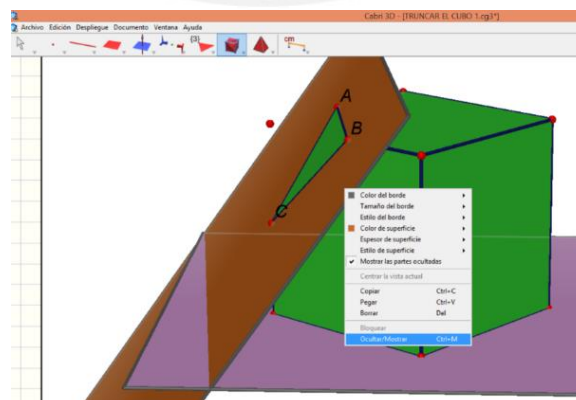 Cabri 3D - [TRUNCAR EL CUBO 1.cg3*]
Archivo Edición Despliegue Documento Ventana Ayuda
{3}
cm
A
B
C
Color del borde
Tamaño del borde
Estilo del borde
Color de superficie
Espesor de superficie
Estilo de superficie
Mostrar las partes ocultadas
Centrar la vista actual
Copiar Ctrl+C
Pegar Ctrl+V
Borrar Del
Bloquear
Ocultar/Mostrar Ctrl+M